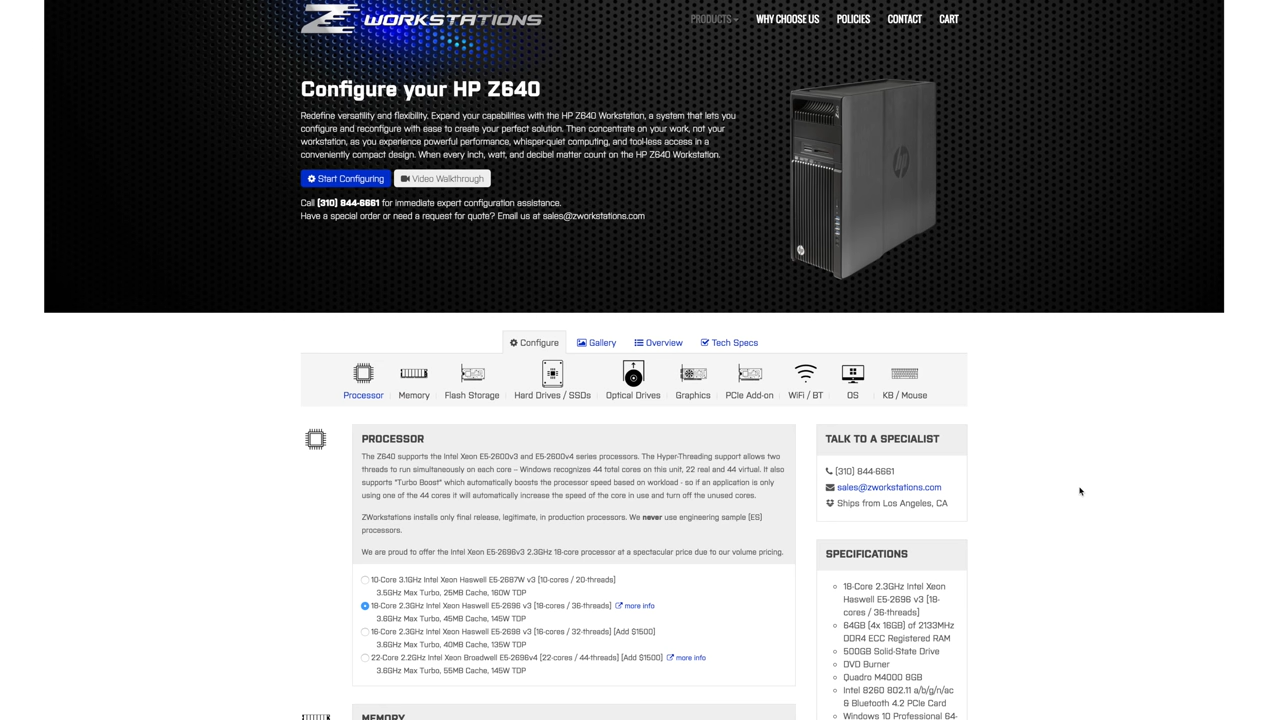 Z WORKSTATIONS
PRODUCTS WHY CHOOSE US POLICIES CONTACT CART
Configure your HP Z640
Redefine versatility and flexibility. Expand your capabilities with the HP Z640 Workstation, a system that lets you
configure and reconfigure with ease to create your perfect solution. Then concentrate on your work, not your
workstation, as you experience powerful performance, whisper-quiet computing, and tool-less access in a
conveniently compact design. When every inch, watt, and decibel matter count on the HP Z640 Workstation.
Start Configuring Video Walkthrough
Call (310) 844-6661 for immediate expert configuration assistance.
Have a special order or need a request for quote? Email us at sales@zworkstations.com
hp
Configure Gallery Overview Tech Specs
Processor Memory Flash Storage Hard Drives / SSDs Optical Drives Graphics PCIe Add-on WiFi / BT OS KB / Mouse
PROCESSOR
The Z640 supports the Intel Xeon E5-2600v3 and E5-2600v4 series processors. The Hyper-Threading support allows two
threads to run simultaneously on each core – Windows recognizes 44 total cores on this unit, 22 real and 44 virtual. It also
supports "Turbo Boost" which automatically boosts the processor speed based on workload - so if an application is only
using one of the 44 cores it will automatically increase the speed of the core in use and turn off the unused cores.
ZWorkstations installs only final release, legitimate, in production processors. We never use engineering sample (ES)
processors.
We are proud to offer the Intel Xeon E5-2696v3 2.3GHz 18-core processor at a spectacular price due to our volume pricing.
10-Core 3.1GHz Intel Xeon Haswell E5-2687W v3 [10-cores / 20-threads]
3.5GHz Max Turbo, 25MB Cache, 160W TDP
18-Core 2.3GHz Intel Xeon Haswell E5-2696 v3 [18-cores / 36-threads] more info
3.6GHz Max Turbo, 45MB Cache, 145W TDP
16-Core 2.3GHz Intel Xeon Haswell E5-2698 v3 [16-cores / 32-threads] [Add $1500]
3.6GHz Max Turbo, 40MB Cache, 135W TDP
22-Core 2.2GHz Intel Xeon Broadwell E5-2696v4 [22-cores / 44-threads] [Add $1500] more info
3.6GHz Max Turbo, 55MB Cache, 145W TDP
MEMORY
TALK TO A SPECIALIST
(310) 844-6661
sales@zworkstations.com
Ships from Los Angeles, CA
SPECIFICATIONS
18-Core 2.3GHz Intel Xeon
Haswell E5-2696 v3 [18-
cores / 36-threads]
64GB (4x 16GB) of 2133MHz
DDR4 ECC Registered RAM
500GB Solid-State Drive
DVD Burner
Quadro M4000 8GB
Intel 8260 802.11 a/b/g/n/ac
& Bluetooth 4.2 PCIe Card
Windows 10 Professional 64-